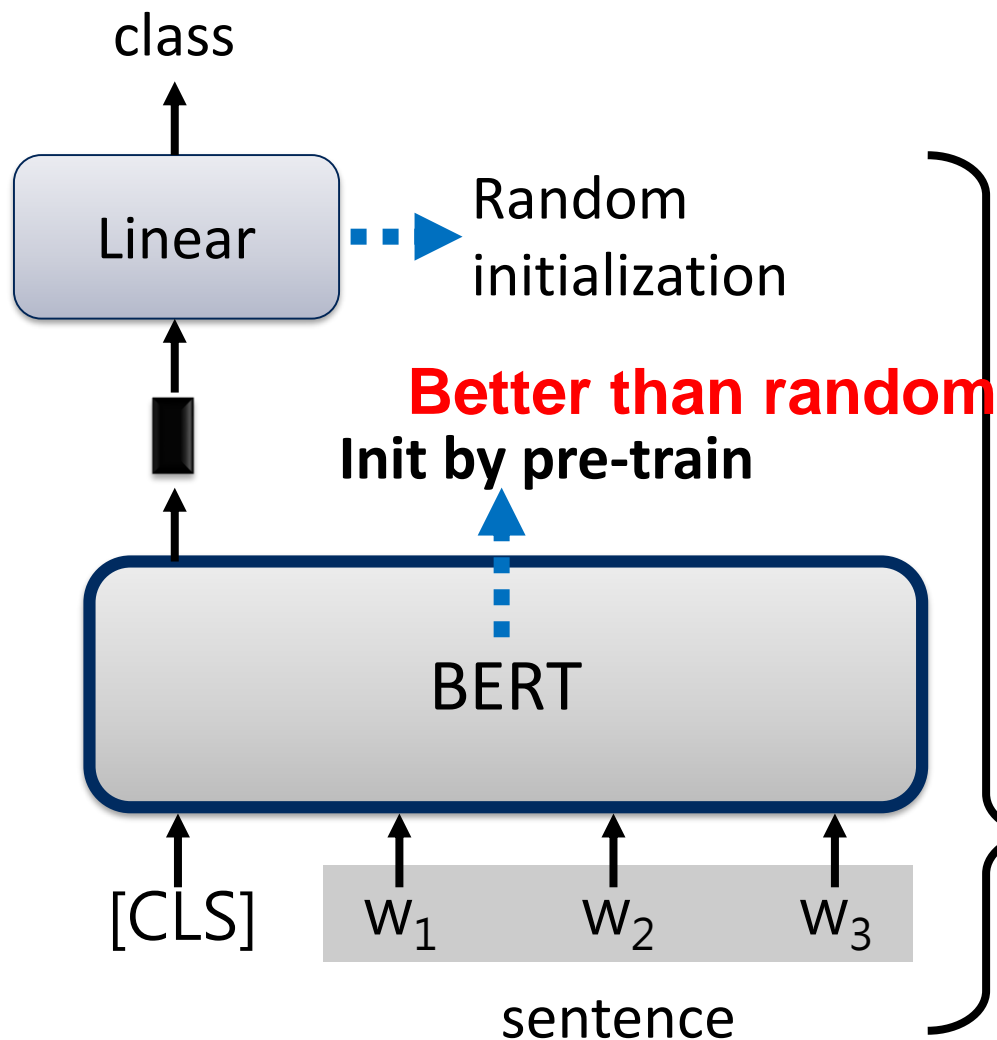 class
Linear
Random
initialization
Better than random
Init by pre-train
BERT
[CLS] w₁ w₂ w₃
sentence